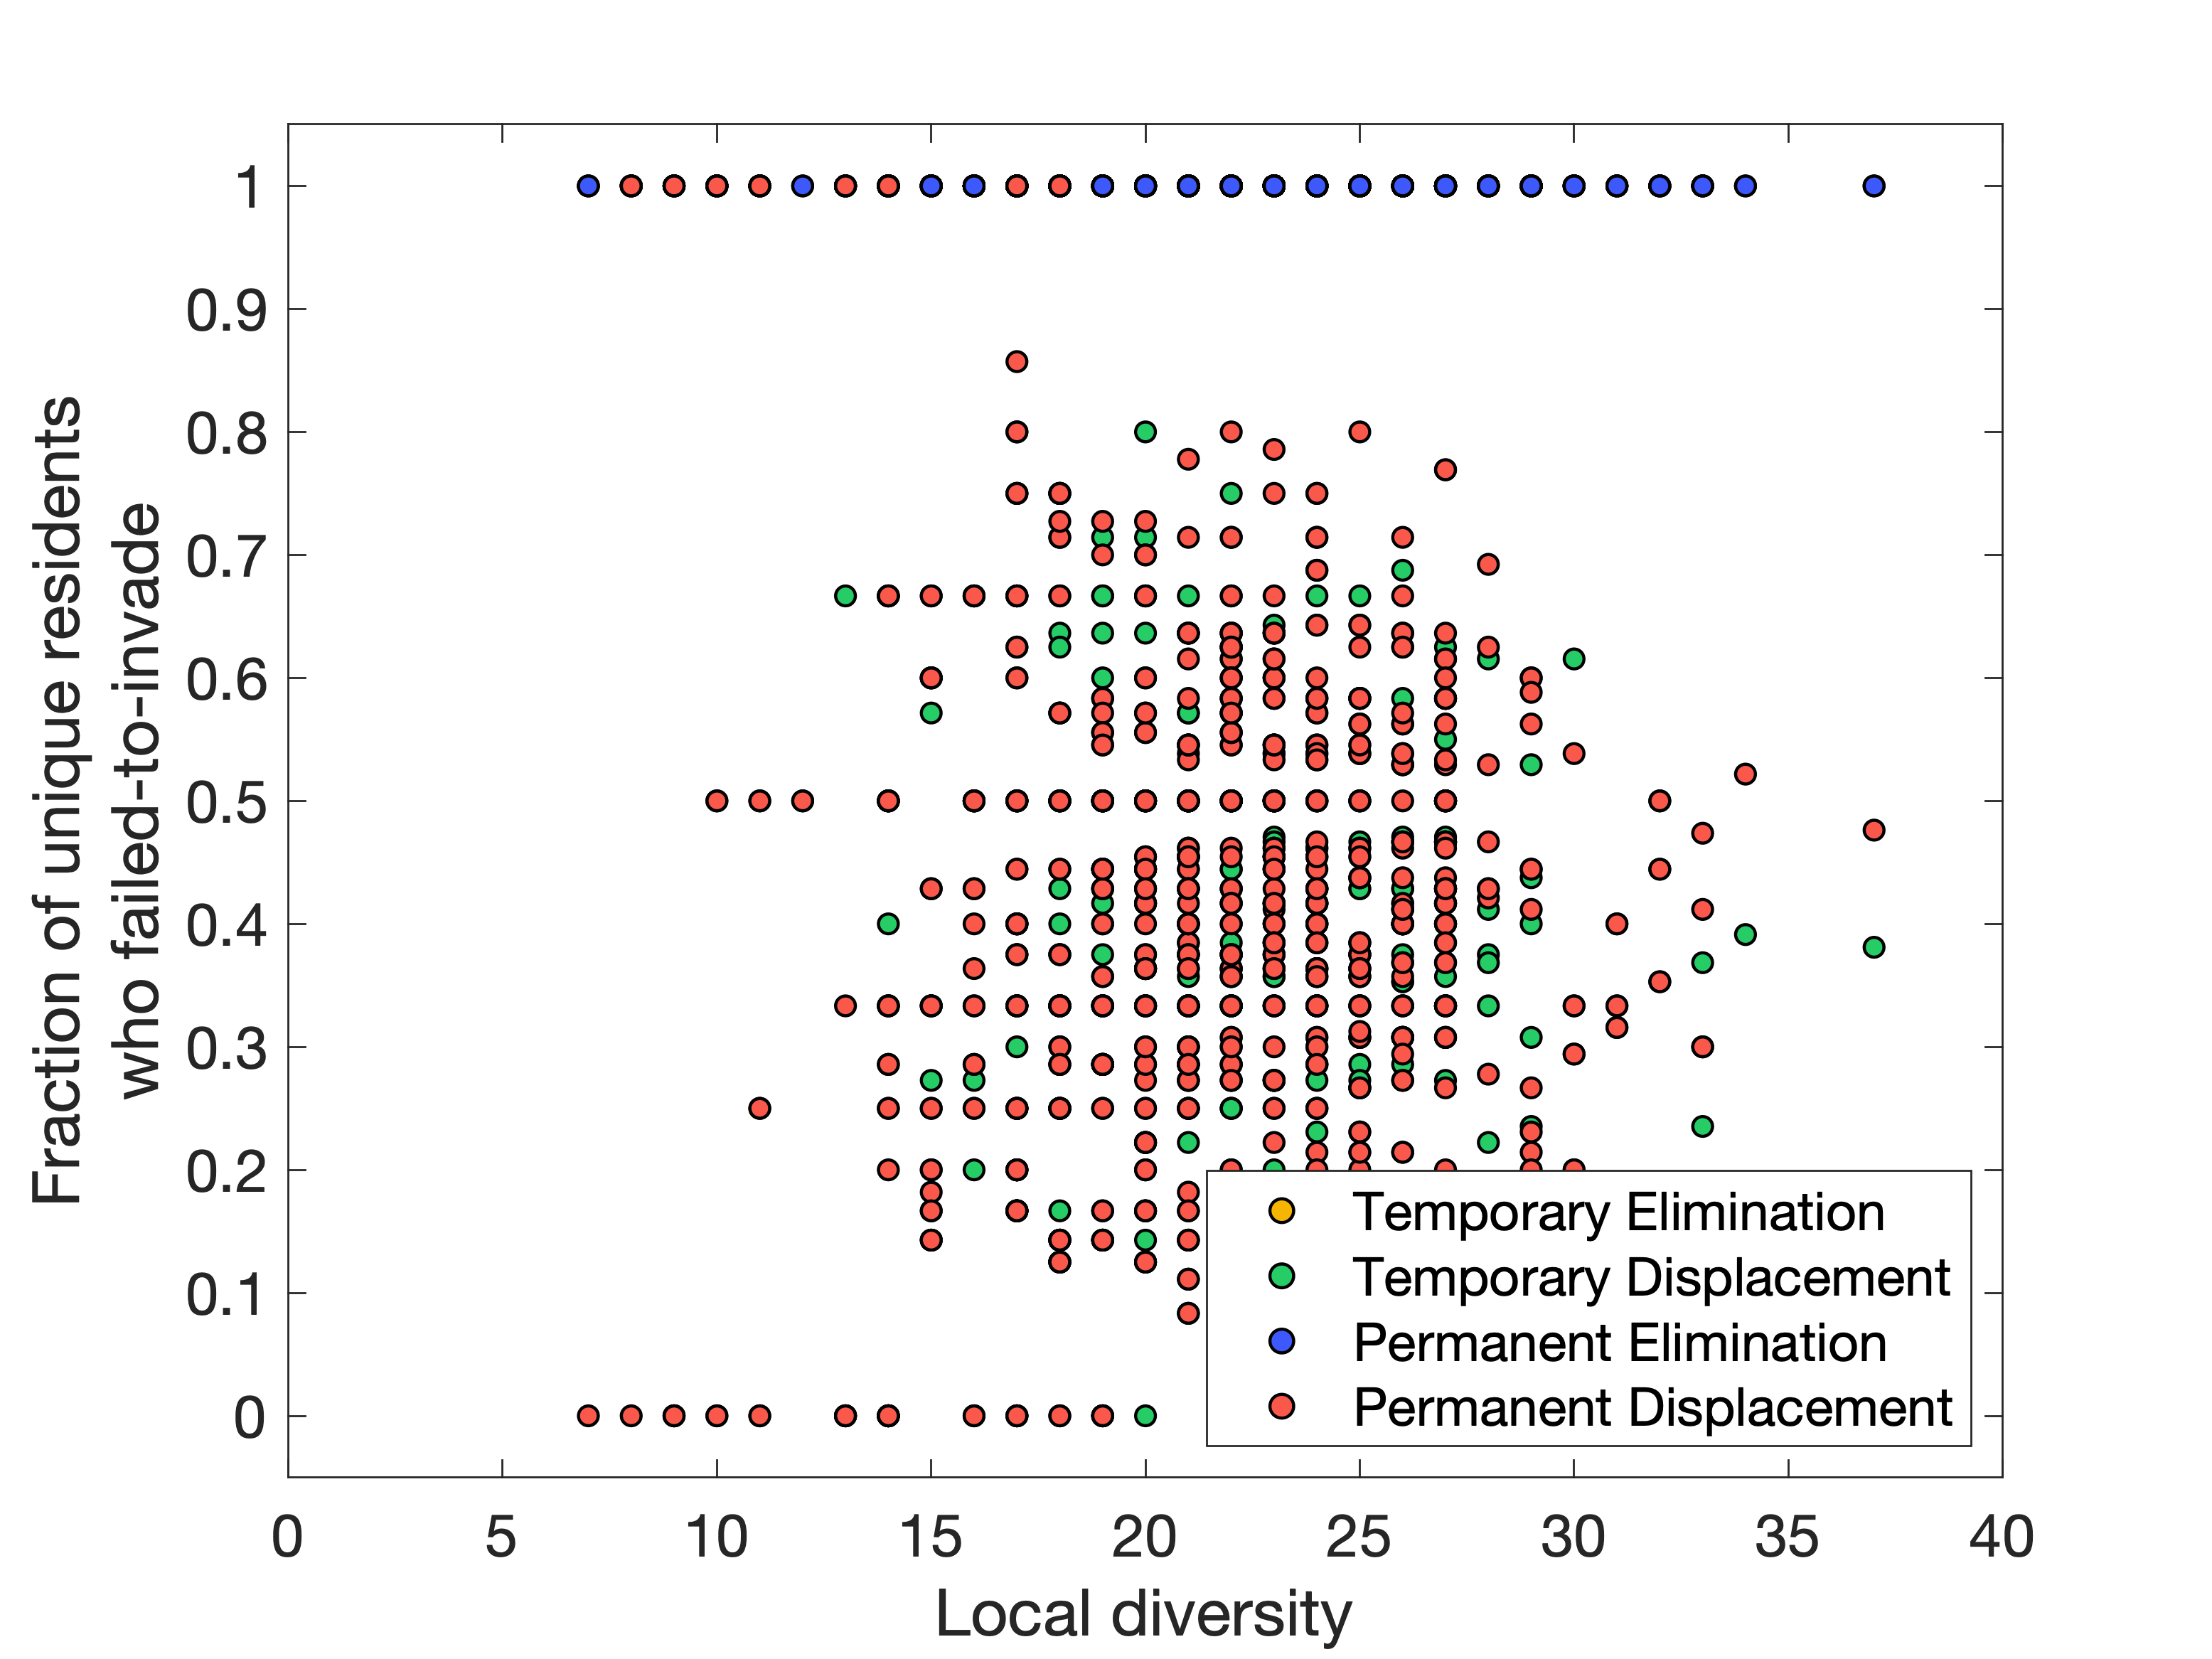 Fraction of unique residents
who failed-to-invade
1
0.9
0.8
0.7
0.6
0.5
0.4
0.3
0.2
0.1
0
Temporary Elimination
Temporary Displacement
Permanent Elimination
Permanent Displacement
0 5 10 15 20 25 30 35 40
Local diversity